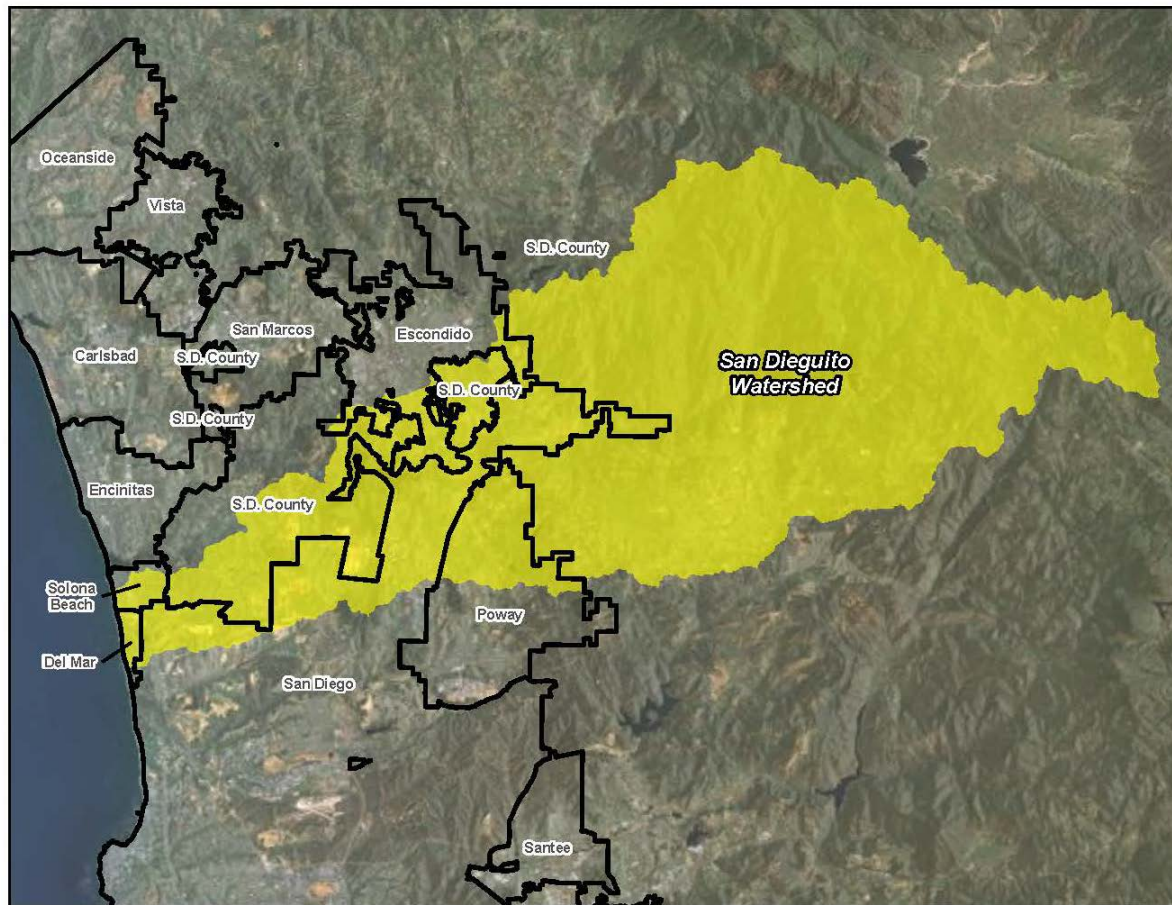 Oceanside
Vista
S.D. County
San Marcos
Escondido
Carlsbad
S.D. County
S.D. County
San Dieguito
Watershed
S.D. County
Encinitas
S.D. County
Solona
Beach
Poway
Del Mar
San Diego
Santee